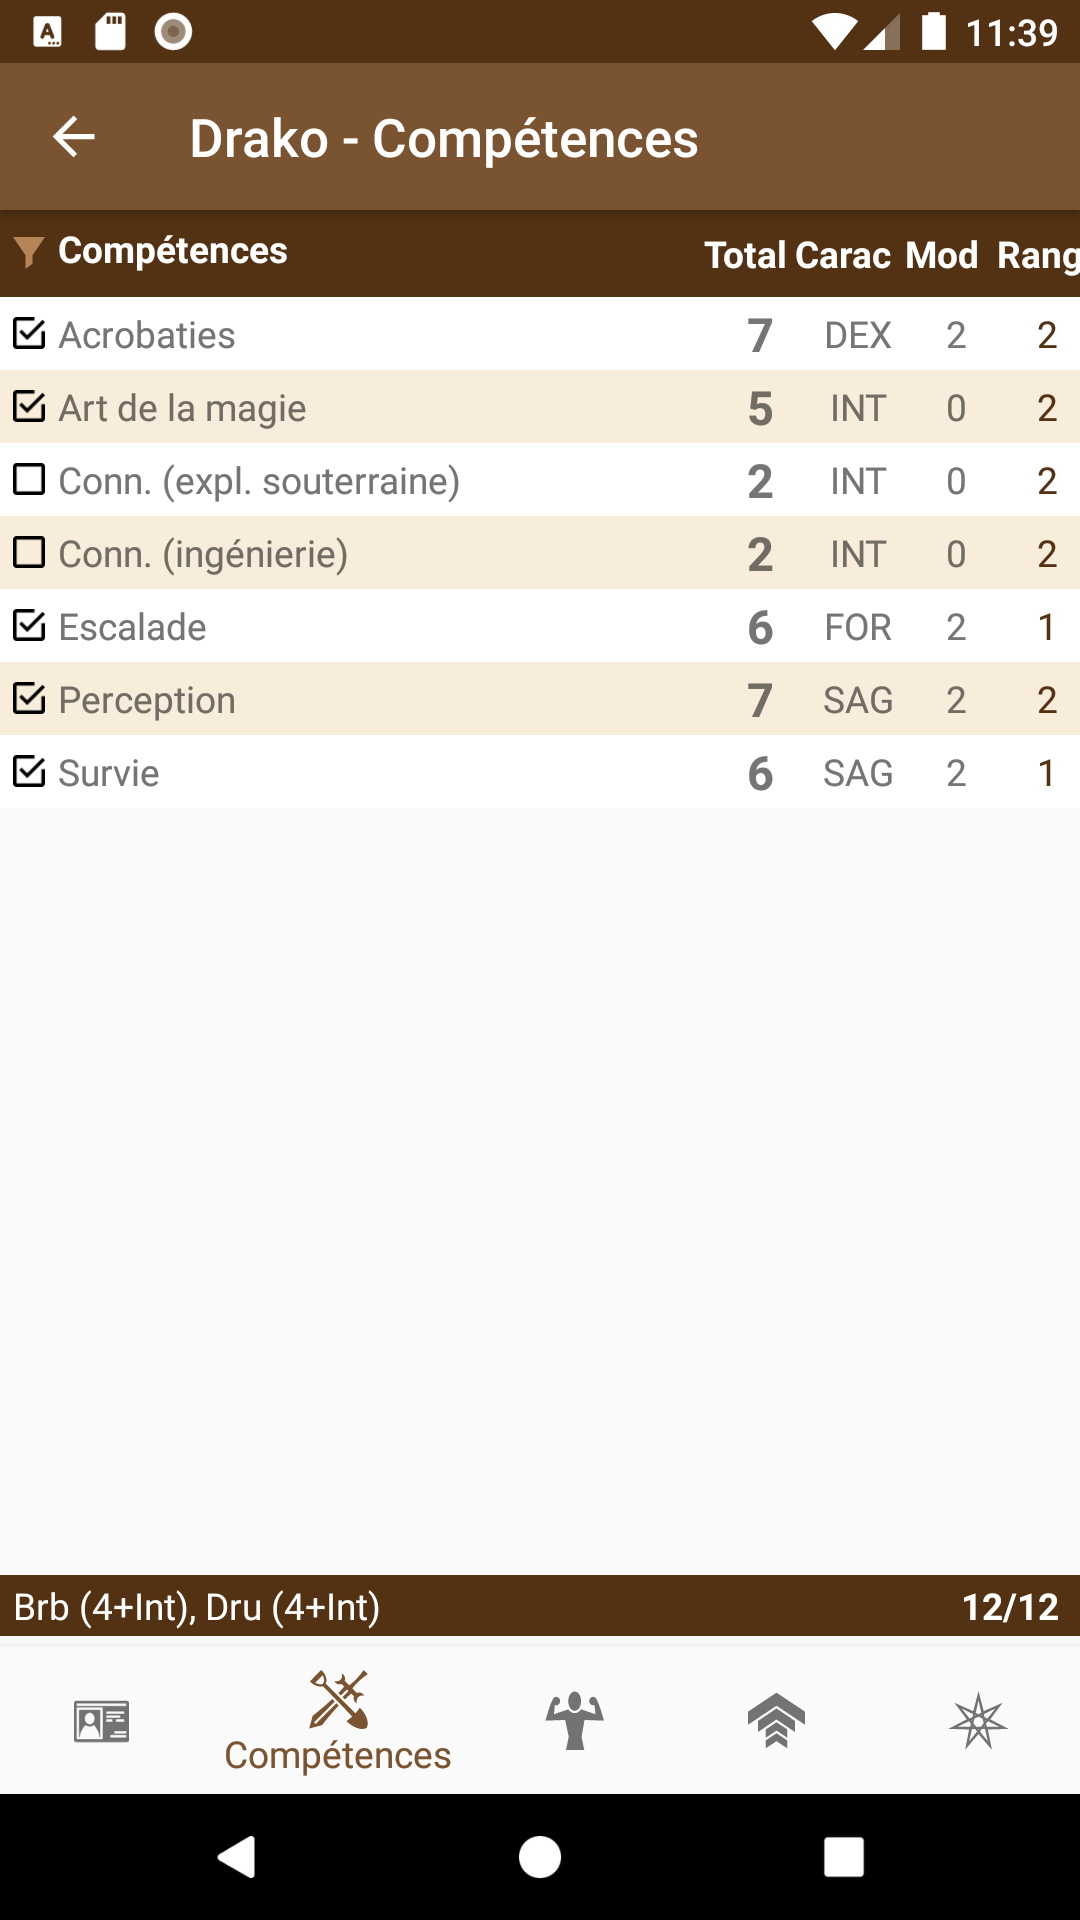 11:39
Drako - Compétences
Compétences Total Carac Mod Rang
Acrobaties 7 DEX 2 2
Art de la magie 5 INT 0 2
Conn. (expl. souterraine) 2 INT 0 2
Conn. (ingénierie) 2 INT 0 2
Escalade 6 FOR 2 1
Perception 7 SAG 2 2
Survie 6 SAG 2 1
Brb (4+Int), Dru (4+Int) 12/12
Compétences